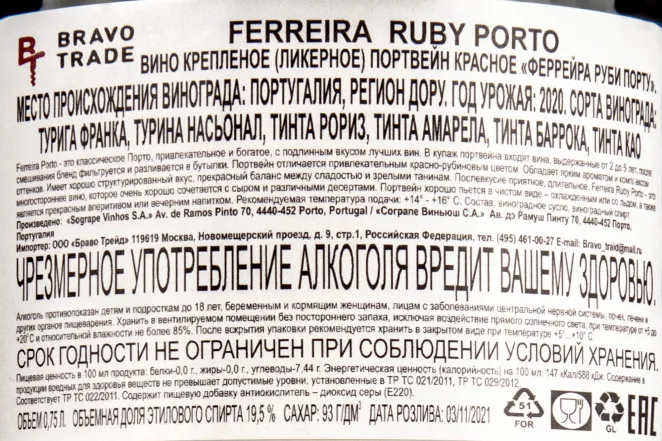 BRAVO TRADE
FERREIRA RUBY PORTO
ВИНО КРЕПЛЕНОЕ (ЛИКЕРНОЕ) ПОРТВЕЙН КРАСНОЕ «ФЕРРЕЙРА РУБИ ПОРТУ».
МЕСТО ПРОИСХОЖДЕНИЯ ВИНОГРАДА: ПОРТУГАЛИЯ, РЕГИОН ДОРУ. ГОД УРОЖАЯ: 2020. СОРТА ВИНОГРАДА:
ТУРИГА ФРАНКА, ТУРИНА НАСЬОНАЛ, ТИНТА РОРИЗ, ТИНТА АМАРЕЛА, ТИНТА БАРРОКА, ТИНТА КАО
Ferreira Porto - это классическое Порто, привлекательное и богатое, с подлинным вкусом лучших вин. В купаж портвейна входят вина, выдержанные от 2 до 5 лет, после
смешивания бленд фильтруется и разливается в бутылки. Портвейн отличается привлекательным красно-рубиновым цветом. Обладает ярким ароматом с комплексом
оттенков. Имеет хорошо структурированный вкус, прекрасный баланс между сладостью и зрелыми танинами. Послевкусие приятное, длительное. Ferreira Ruby Porto - это
многостороннее вино, которое очень хорошо сочетается с сыром и различными десертами. Портвейн хорошо пьется в чистом виде – охлажденным или со льдом, а также
является прекрасным аперитивом или вечерним напитком. Рекомендуемая температура подачи: +14° - +16° С. Состав: виноградное сусло, виноградный спирт.
Произведено: «Sogrape Vinhos S.A.» Av. de Ramos Pinto 70, 4440-452 Porto, Portugal / «Сограпе Виньюш С.А.» Ав. дэ Рамуш Пинту 70, 4440-452 Порто,
Португалия
Импортер: ООО «Браво Трейд» 119619 Москва, Новомещерский проезд, д. 9, стр.1, Российская Федерация, тел. (495) 461-00-27 E-mail: Bravo_traid@mail.ru
ЧРЕЗМЕРНОЕ УПОТРЕБЛЕНИЕ АЛКОГОЛЯ ВРЕДИТ ВАШЕМУ ЗДОРОВЬЮ.
Алкоголь противопоказан детям и подросткам до 18 лет, беременным и кормящим женщинам, лицам с заболеваниями центральной нервной системы, почек, печени и
других органов пищеварения. Хранить в вентилируемом помещении без постороннего запаха, исключая воздействие прямого солнечного света, при температуре от +5 до
+20°С и относительной влажности не более 85%. После вскрытия упаковки рекомендуется хранить в закрытом виде при температуре +5°...+10° С.
СРОК ГОДНОСТИ НЕ ОГРАНИЧЕН ПРИ СОБЛЮДЕНИИ УСЛОВИЙ ХРАНЕНИЯ.
Пищевая ценность в 100 мл продукта: белки-0,0 г., жиры-0,0 г., углеводы-7,44 г. Энергетическая ценность (калорийность) на 100 мл: 147 кКал/588 кДж. Содержание в
продукции вредных для здоровья веществ не превышает допустимые уровни, установленные в ТР ТС 021/2011, ТР ТС 029/2012.
Соответствует ТР ТС 022/2011. Содержит пищевую добавку антиокислитель – диоксид серы (E220).
ОБЪЕМ 0,75 Л. ОБЪЕМНАЯ ДОЛЯ ЭТИЛОВОГО СПИРТА 19,5 % САХАР: 93 Г/ДМ³ ДАТА РОЗЛИВА: 03/11/2021
51
FOR
GL
EAC